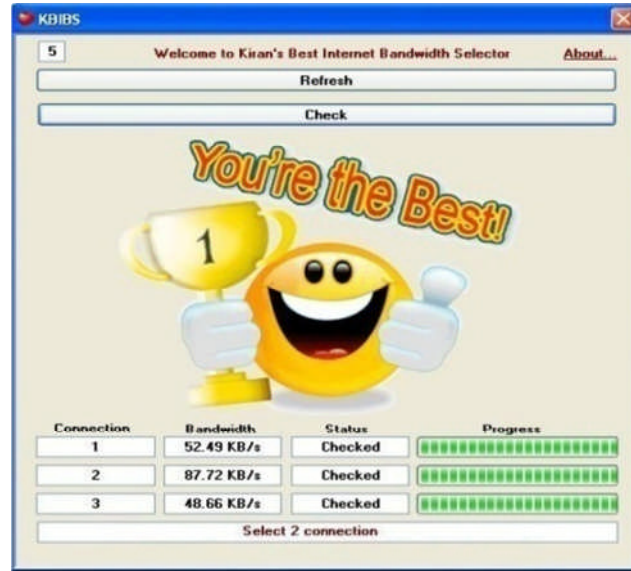 KBIBS
5 Welcome to Kiran's Best Internet Bandwidth Selector About...
Refresh
Check
You're the Best!
1
Connection Bandwidth Status Progress
1 52.49 KB/s Checked
2 87.72 KB/s Checked
3 48.66 KB/s Checked
Select 2 connection